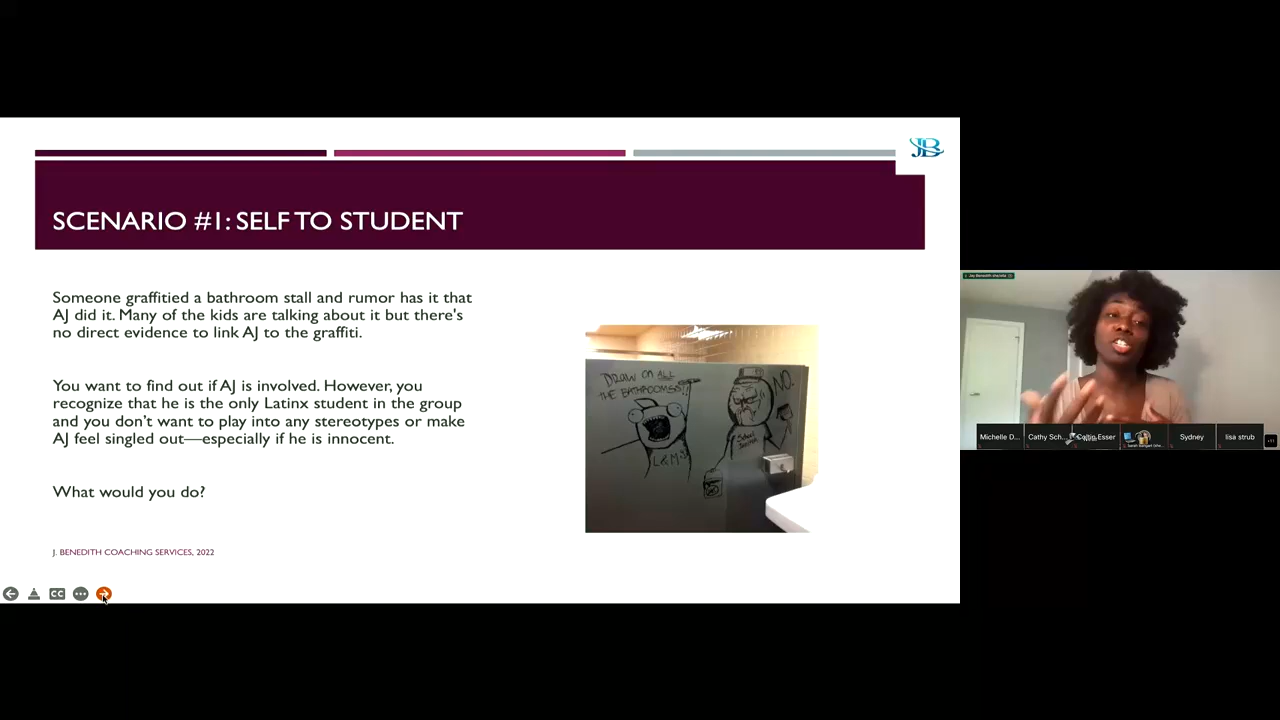 JB
SCENARIO #1: SELF TO STUDENT
Someone graffitied a bathroom stall and rumor has it that
AJ did it. Many of the kids are talking about it but there's
no direct evidence to link AJ to the graffiti.
You want to find out if AJ is involved. However, you
recognize that he is the only Latinx student in the group
and you don't want to play into any stereotypes or make
AJ feel singled out—especially if he is innocent.
What would you do?
J. BENEDITH COACHING SERVICES, 2022
DRAW ON ALL
THE BATHROOMS!!
NO.
School
CC
Michelle D...
Cathy Sch...
Caitlin Esser
Sydney
lisa strub